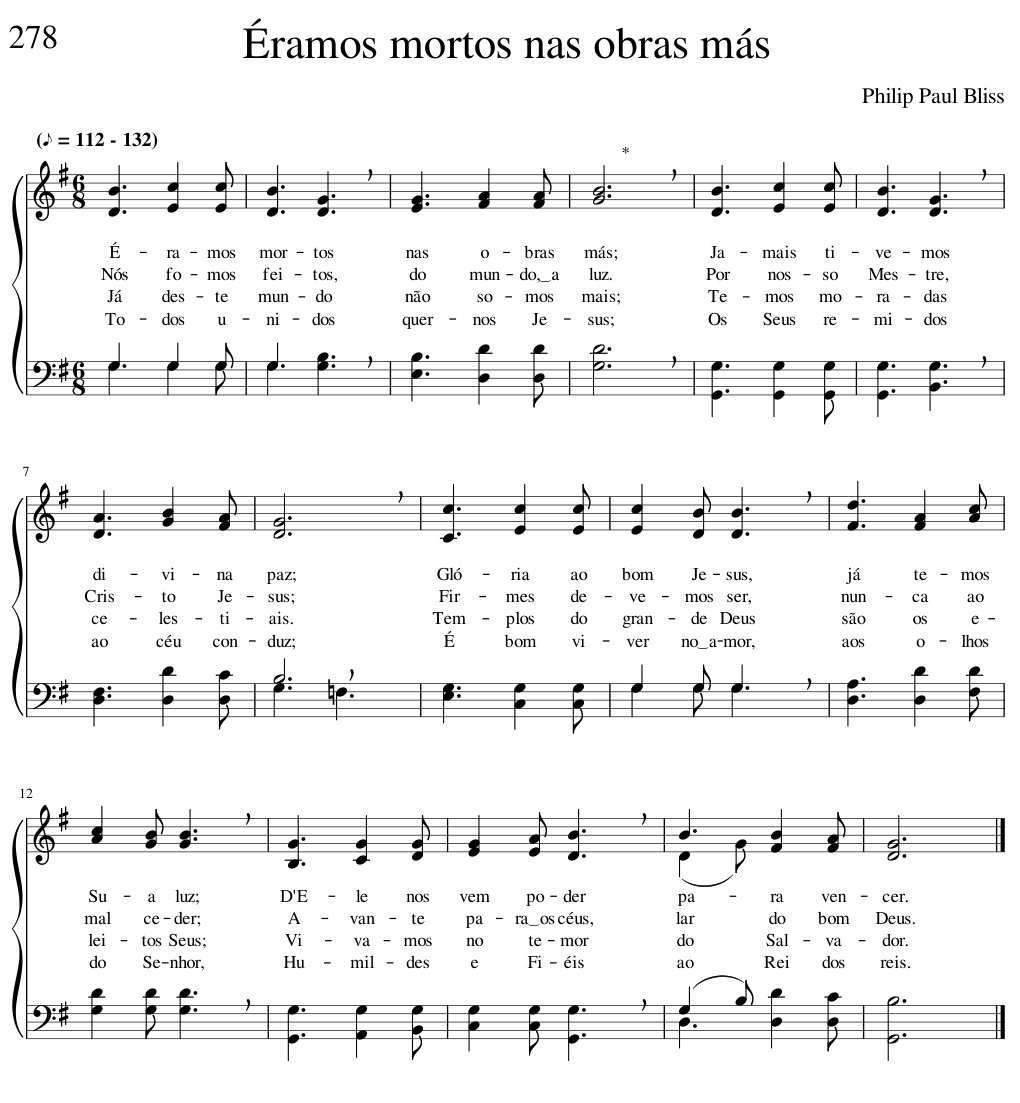 278
Éramos mortos nas obras más
Philip Paul Bliss
(♪ = 112 - 132)
*
É – ra – mos mor – tos nas o – bras más; Ja – mais ti – ve – mos
Nós fo – mos fei – tos, do mun – do,‿a luz. Por nos – so Mes – tre,
Já des – te mun – do não so – mos mais; Te – mos mo – ra – das
To – dos u – ni – dos quer – nos Je – sus; Os Seus re – mi – dos
7
di – vi – na paz; Gló – ria ao bom Je – sus, já te – mos
Cris – to Je – sus; Fir – mes de – ve – mos ser, nun – ca ao
ce – les – ti – ais. Tem – plos do gran – de Deus são os e –
ao céu con – duz; É bom vi – ver no‿a – mor, aos o – lhos
12
Su – a luz; D'E – le nos vem po – der pa – ra ven – cer.
mal ce – der; A – van – te pa – ra‿os céus, lar do bom Deus.
lei – tos Seus; Vi – va – mos no te – mor do Sal – va – dor.
do Se – nhor, Hu – mil – des e Fi – éis ao Rei dos reis.